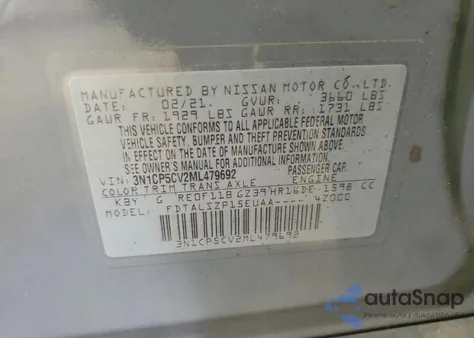 MANUFACTURED BY NISSAN MOTOR CO.,LTD.
DATE: 02/21. GVWR: 3660 LBS
GAWR FR: 1929 LBS GAWR RR: 1731 LBS
THIS VEHICLE CONFORMS TO ALL APPLICABLE FEDERAL MOTOR
VEHICLE SAFETY, BUMPER AND THEFT PREVENTION STANDARDS
IN EFFECT ON THE DATE OF MANUFACTURE SHOWN ABOVE.
SEE OWNER'S MANUAL FOR ADDITIONAL INFORMATION.
VIN: 3N1CP5CV2ML479692 PASSENGER CAR
COLOR TRIM TRANS AXLE ENGINE
KBY G RE0F11B GZ39 HR16DE 1598 CC
MODEL: FDTALSZP15EUAA---- 4Z000
3N1CP5CV2ML479692
autoSnap